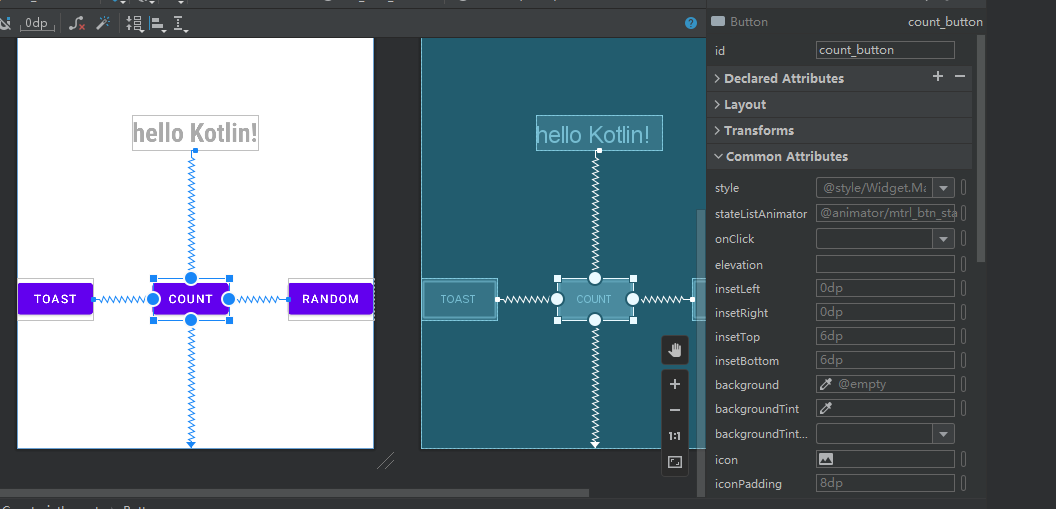 0dp
?
hello Kotlin!
TOAST
COUNT
RANDOM
hello Kotlin!
TOAST
COUNT
1:1
Button
count_button
id
count_button
Declared Attributes
Layout
Transforms
Common Attributes
style
@style/Widget.Ma
stateListAnimator
@animator/mtrl_btn_sta
onClick
elevation
insetLeft
0dp
insetRight
0dp
insetTop
6dp
insetBottom
6dp
background
@empty
backgroundTint
backgroundTint...
icon
iconPadding
8dp